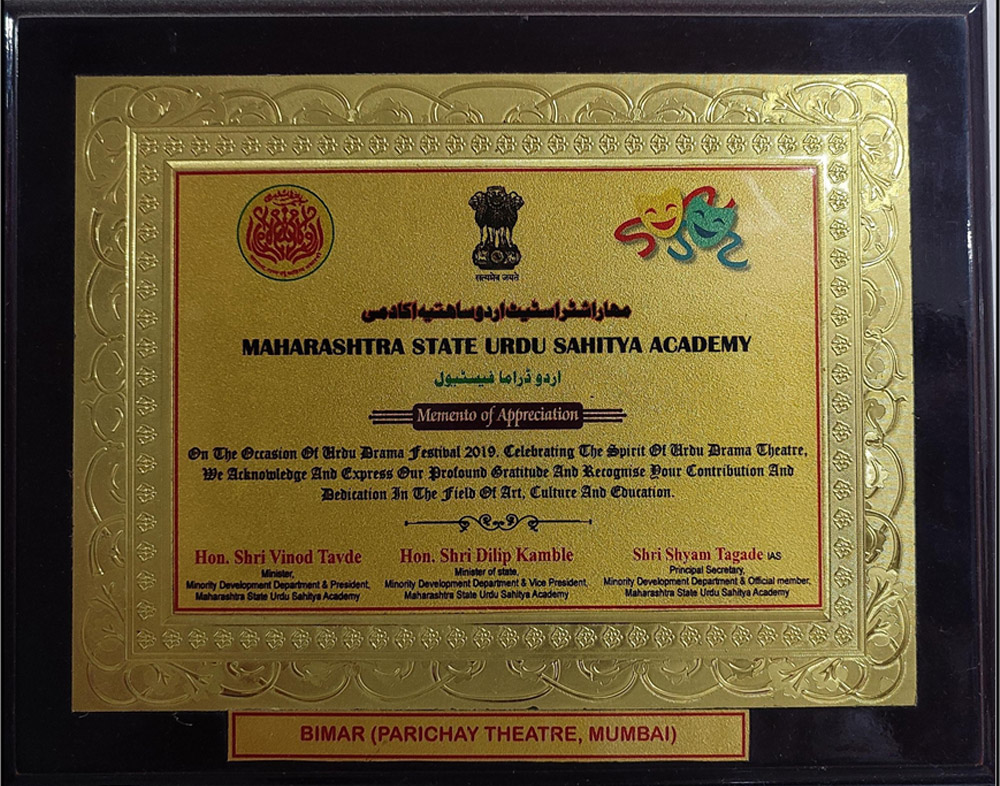 सत्यमेव जयते
مهاراشٹر اسٹیٹ اردو ساہتیہ اکادمی
MAHARASHTRA STATE URDU SAHITYA ACADEMY
اردو ڈراما فیسٹیول
Memento of Appreciation
On The Occasion Of Urdu Drama Festival 2019. Celebrating The Spirit Of Urdu Drama Theatre,
We Acknowledge And Express Our Profound Gratitude And Recognise Your Contribution And
Dedication In The Field Of Art, Culture And Education.
Hon. Shri Vinod Tavde
Minister,
Minority Development Department & President,
Maharashtra State Urdu Sahitya Academy
Hon. Shri Dilip Kamble
Minister of state,
Minority Development Department & Vice President,
Maharashtra State Urdu Sahitya Academy
Shri Shyam Tagade IAS
Principal Secretary,
Minority Development Department & Official member,
Maharashtra State Urdu Sahitya Academy
BIMAR (PARICHAY THEATRE, MUMBAI)